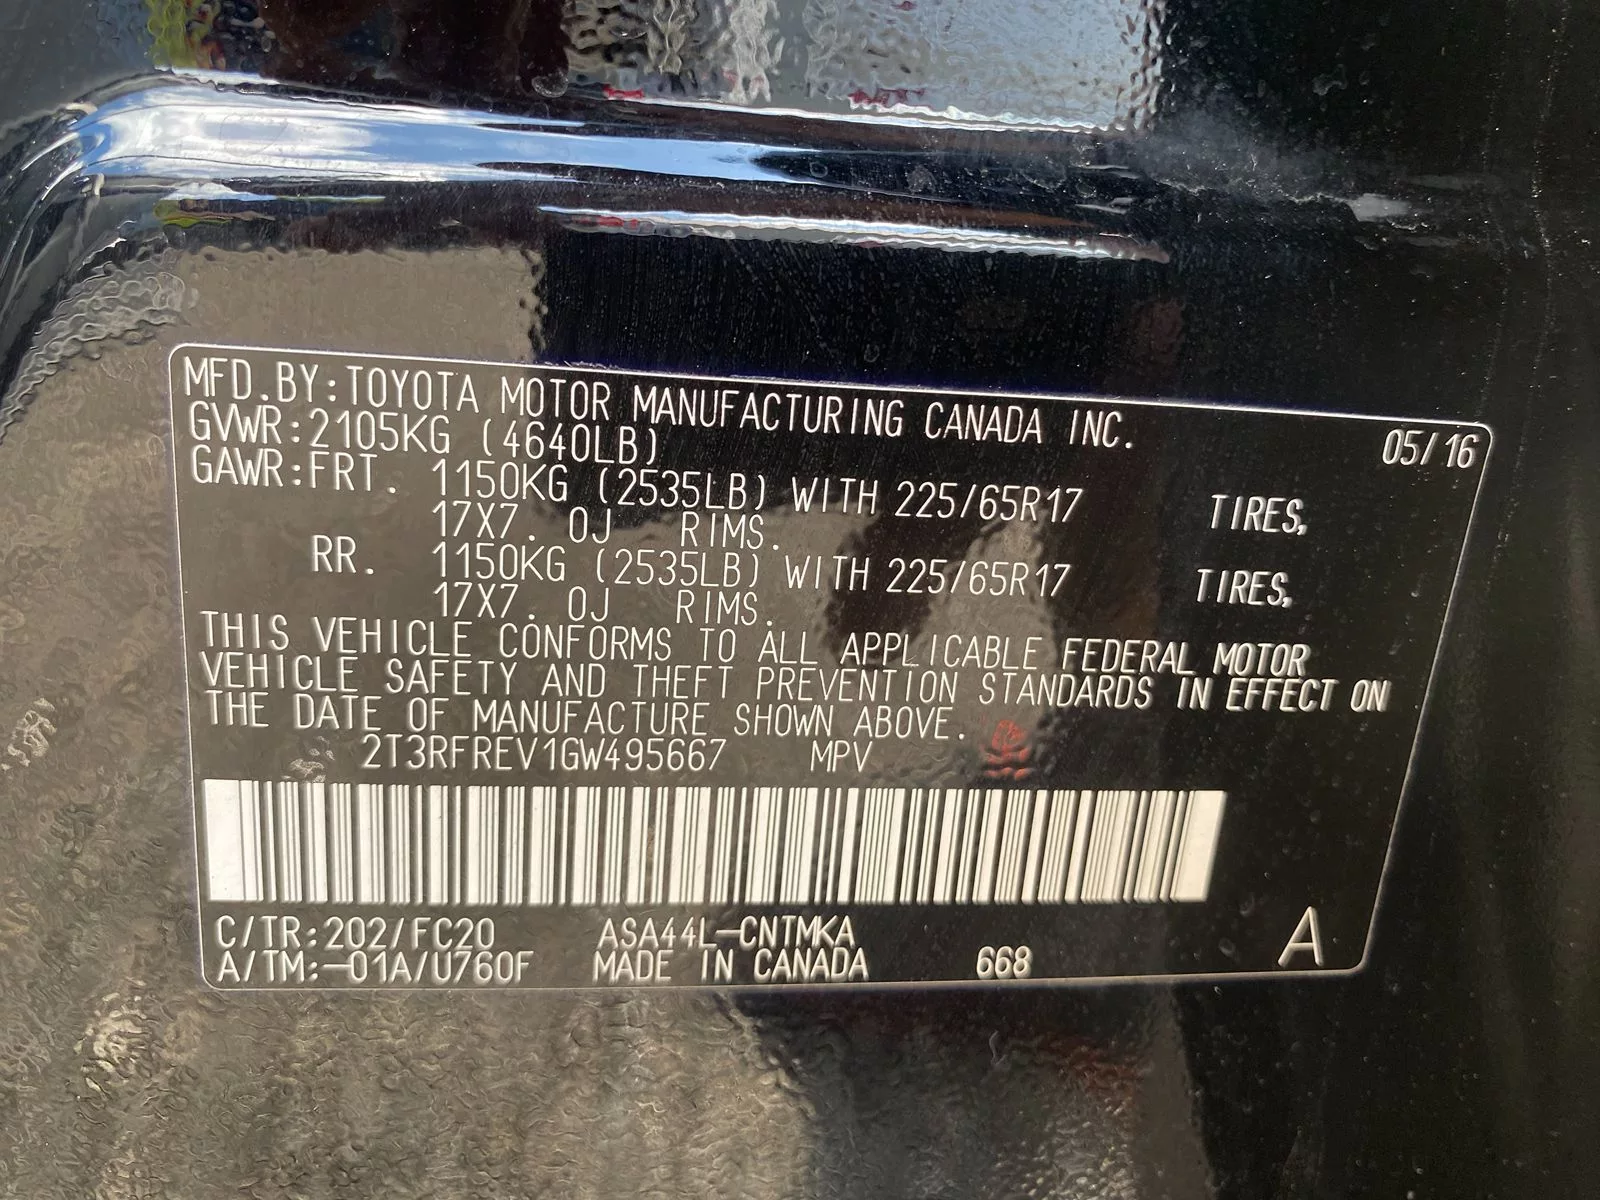 MFD.BY:TOYOTA MOTOR MANUFACTURING CANADA INC. 05/16
GVWR:2105KG (4640LB)
GAWR:FRT. 1150KG (2535LB) WITH 225/65R17 TIRES,
17X7. 0J RIMS.
RR. 1150KG (2535LB) WITH 225/65R17 TIRES,
17X7. 0J RIMS.
THIS VEHICLE CONFORMS TO ALL APPLICABLE FEDERAL MOTOR
VEHICLE SAFETY AND THEFT PREVENTION STANDARDS IN EFFECT ON
THE DATE OF MANUFACTURE SHOWN ABOVE.
2T3RFREV1GW495667 MPV
C/TR:202/FC20 ASA44L-CNTMKA A
A/TM:-01A/U760F MADE IN CANADA 668